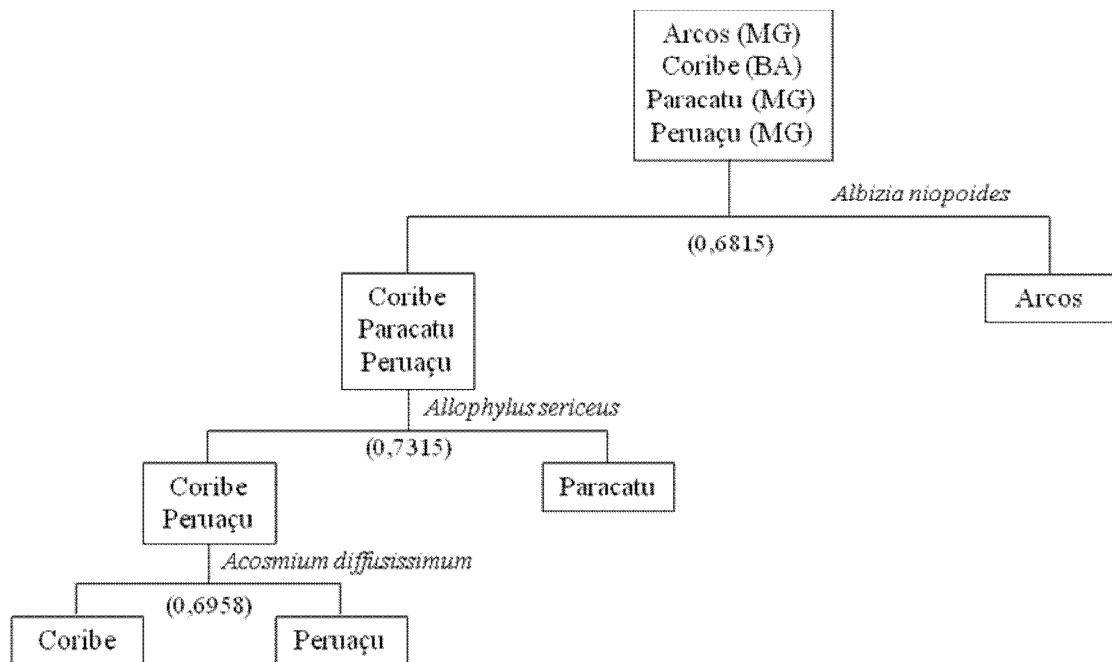 Arcos (MG)
Coribe (BA)
Paracatu (MG)
Peruaçu (MG)
Albizia niopoides
(0,6815)
Coribe
Paracatu
Peruaçu
Arcos
Allophylus sericeus
(0,7315)
Coribe
Peruaçu
Paracatu
Acosmium diffusissimum
(0,6958)
Coribe
Peruaçu